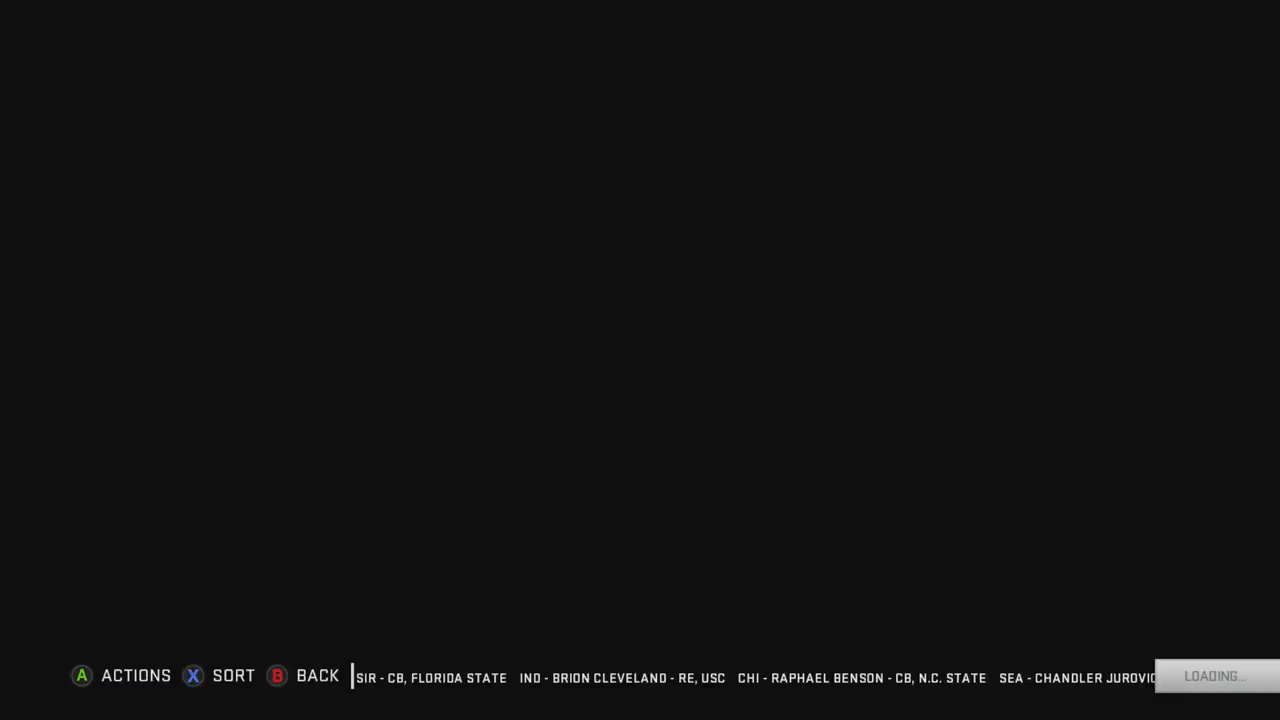 A ACTIONS X SORT B BACK SIR - CB, FLORIDA STATE IND - BRION CLEVELAND - RE, USC CHI - RAPHAEL BENSON - CB, N.C. STATE SEA - CHANDLER LOADING...